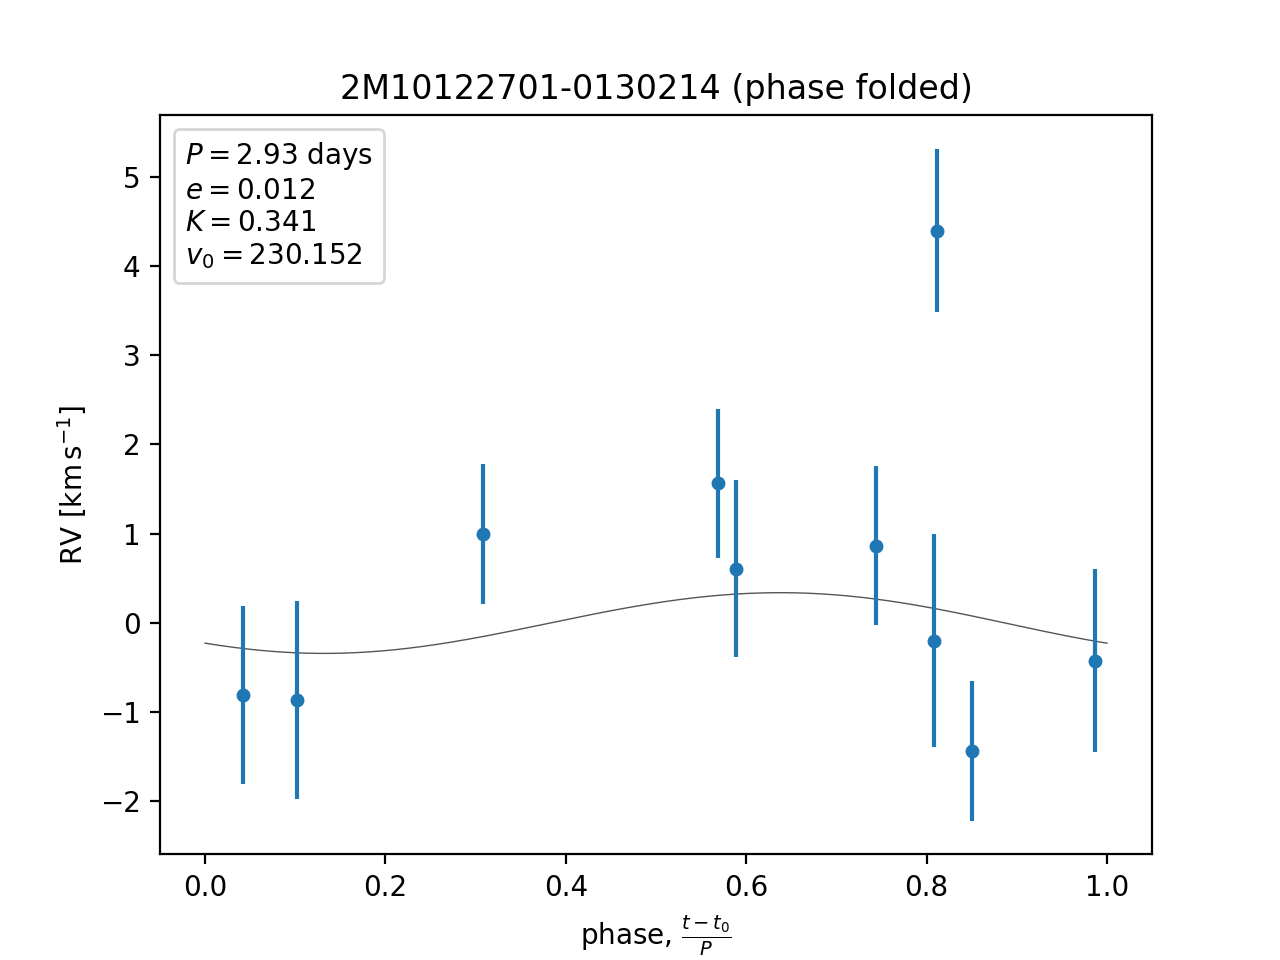 2M10122701-0130214 (phase folded)
P = 2.93 days
e = 0.012
K = 0.341
v₀ = 230.152
5
4
3
2
1
0
−1
−2
RV [km s⁻¹]
0.0 0.2 0.4 0.6 0.8 1.0
phase, (t − t₀)/P